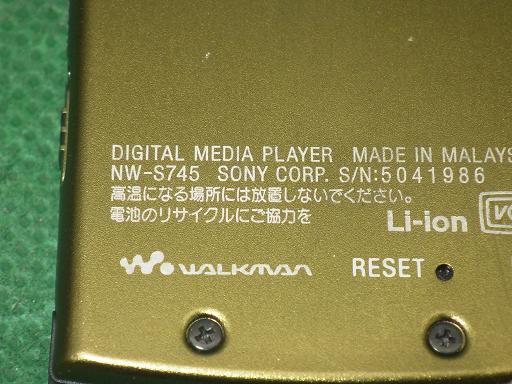 DIGITAL MEDIA PLAYER MADE IN MALAYS
NW-S745 SONY CORP. S/N:5041986
高温になる場所には放置しないでください。
電池のリサイクルにご協力を
Li-ion
WALKMAN
RESET